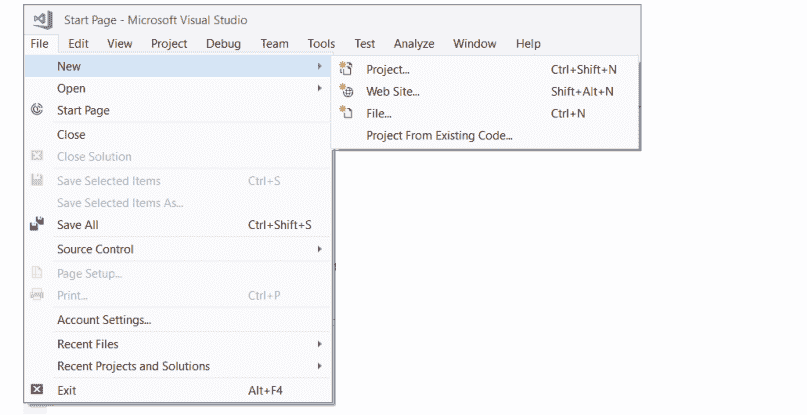 Start Page - Microsoft Visual Studio
File Edit View Project Debug Team Tools Test Analyze Window Help
New
Open
Start Page
Close
Close Solution
Save Selected Items Ctrl+S
Save Selected Items As...
Save All Ctrl+Shift+S
Source Control
Page Setup...
Print... Ctrl+P
Account Settings...
Recent Files
Recent Projects and Solutions
Exit Alt+F4
Project... Ctrl+Shift+N
Web Site... Shift+Alt+N
File... Ctrl+N
Project From Existing Code...